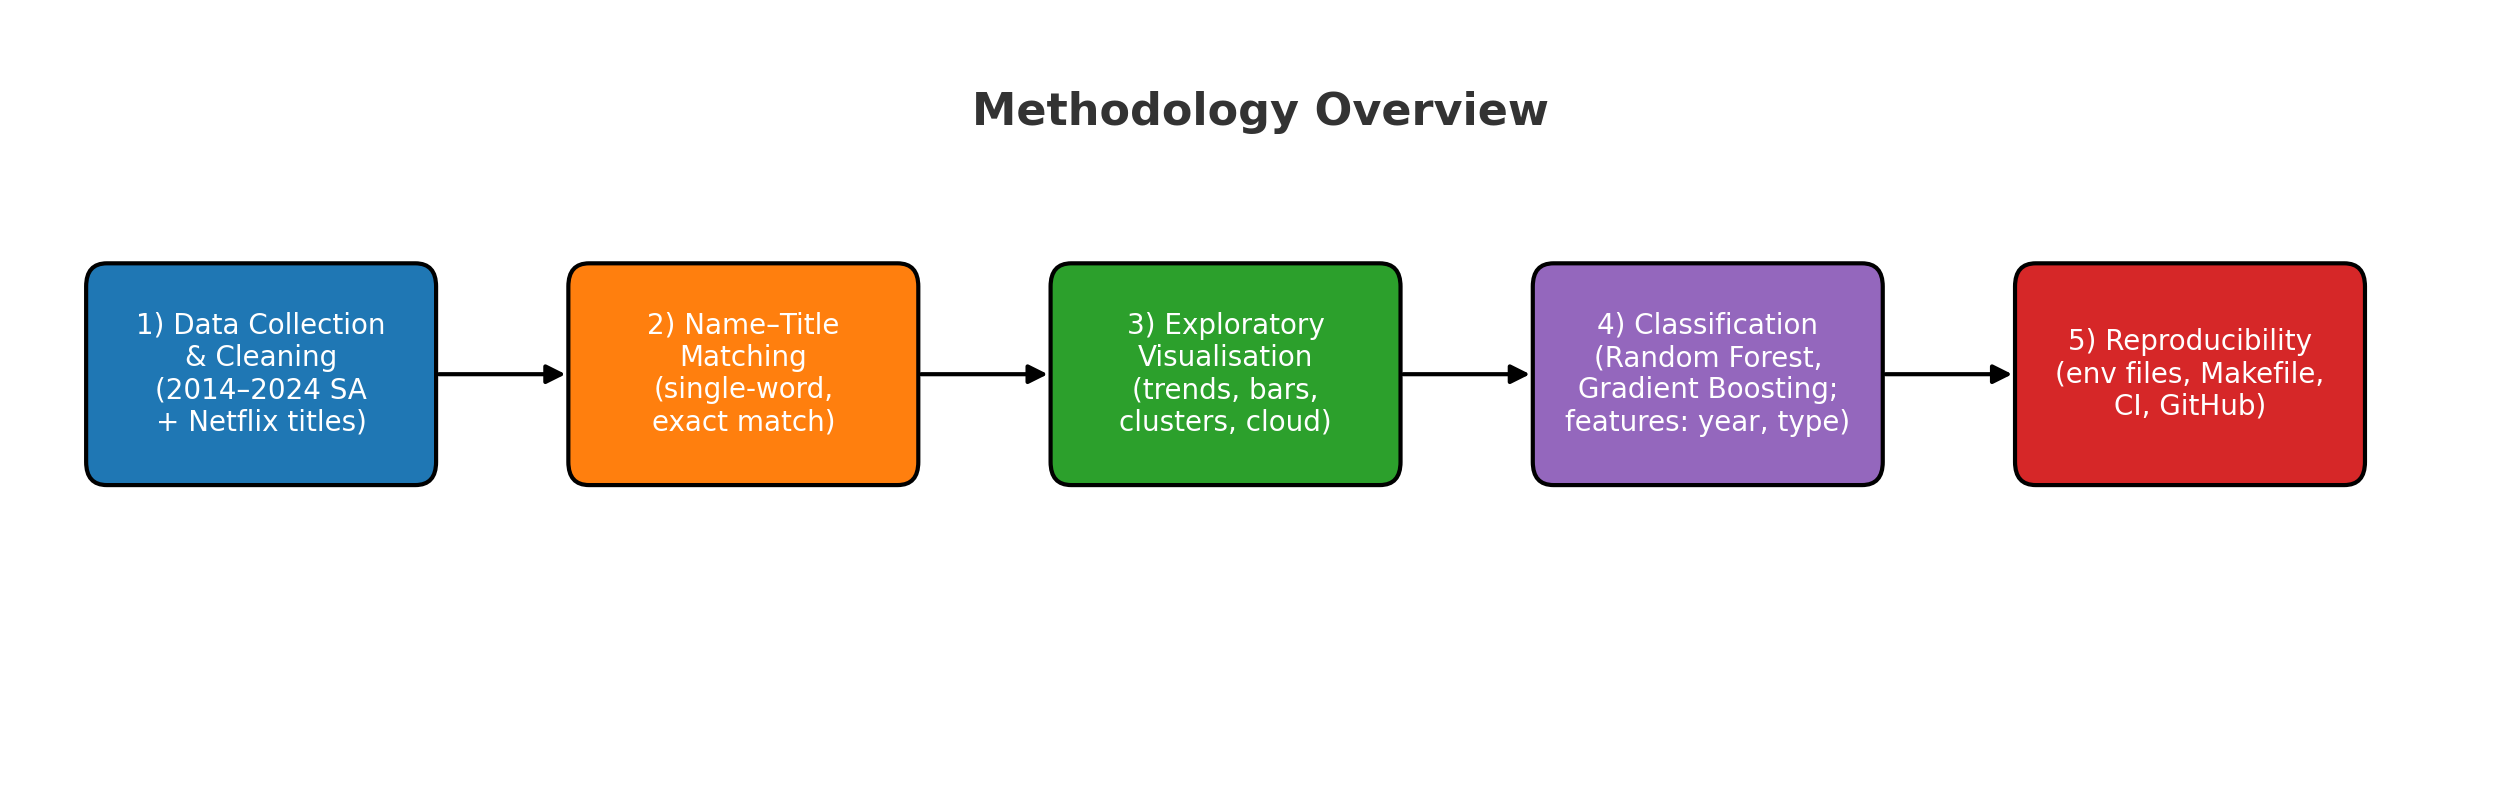 Methodology Overview
1) Data Collection
& Cleaning
(2014–2024 SA
+ Netflix titles)
2) Name–Title
Matching
(single-word,
exact match)
3) Exploratory
Visualisation
(trends, bars,
clusters, cloud)
4) Classification
(Random Forest,
Gradient Boosting;
features: year, type)
5) Reproducibility
(env files, Makefile,
CI, GitHub)